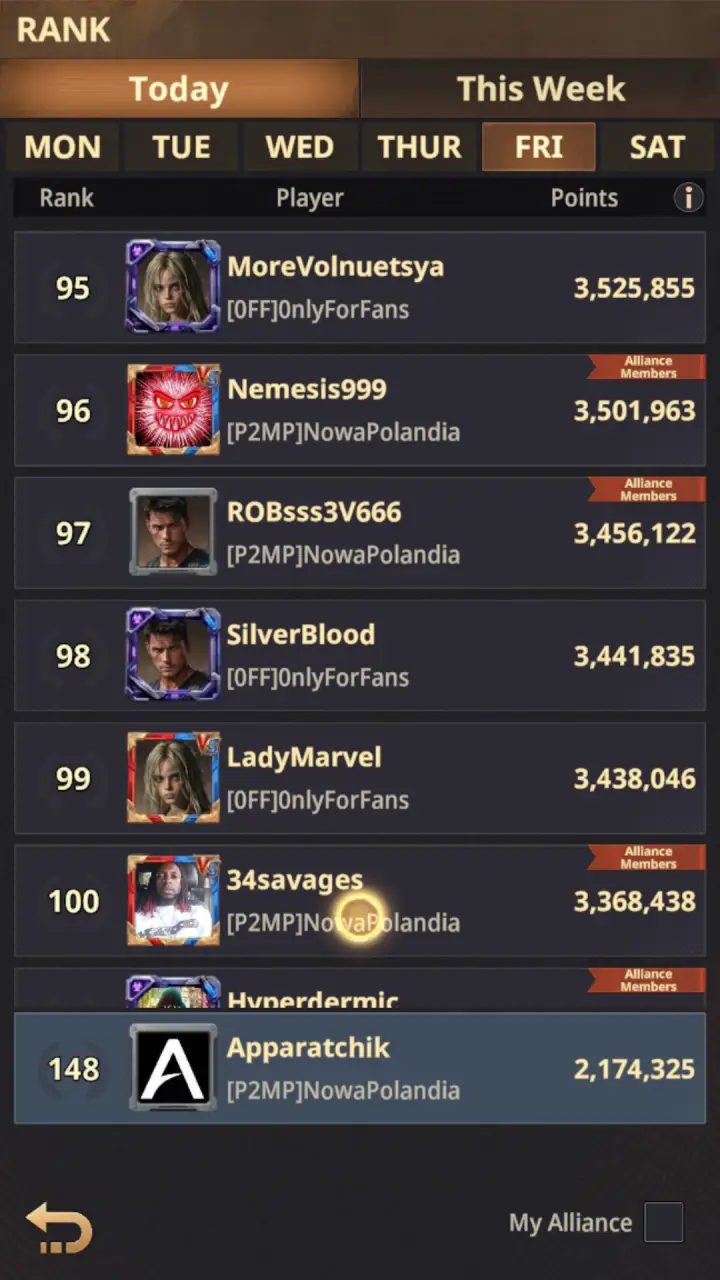 RANK
Today
This Week
MON TUE WED THUR FRI SAT
Rank Player Points i
95 MoreVolnuetsya 3,525,855
[0FF]0nlyForFans
Alliance Members
96 Nemesis999 3,501,963
[P2MP]NowaPolandia
Alliance Members
97 ROBsss3V666 3,456,122
[P2MP]NowaPolandia
98 SilverBlood 3,441,835
[0FF]0nlyForFans
99 LadyMarvel 3,438,046
[0FF]0nlyForFans
Alliance Members
100 34savages 3,368,438
[P2MP]NowaPolandia
Alliance Members
Hyperdermic
148 Apparatchik 2,174,325
[P2MP]NowaPolandia
My Alliance